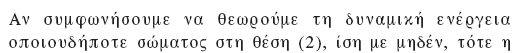 Αν συμφωνήσουμε να θεωρούμε τη δυναμική ενέργεια
οποιουδήποτε σώματος στη θέση (2), ίση με μηδέν, τότε η